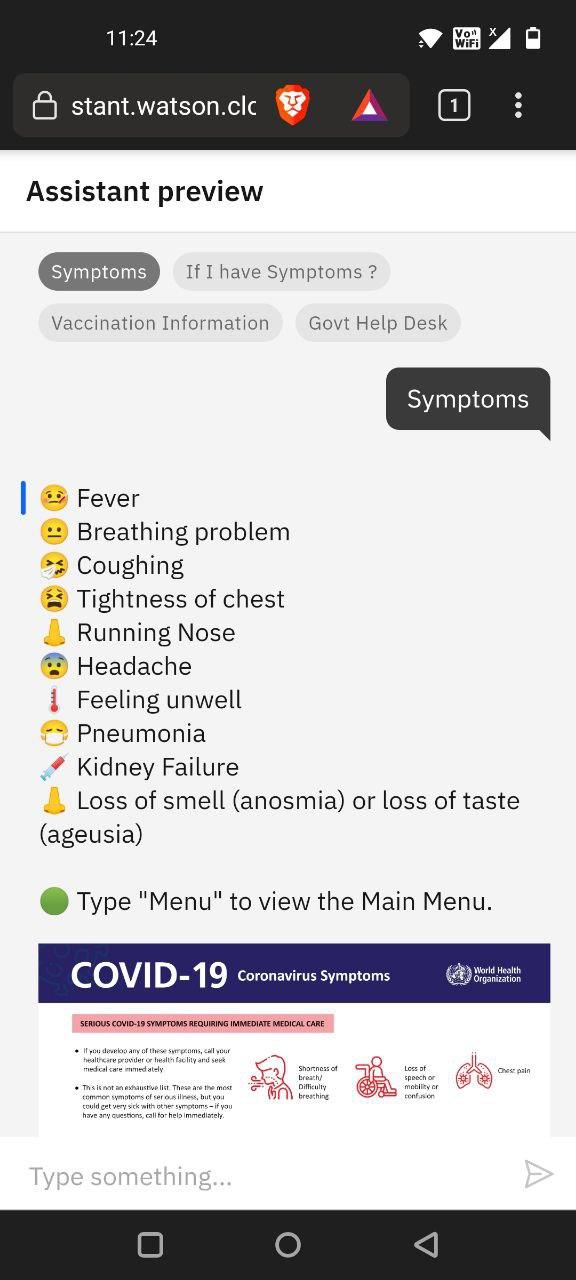 11:24
Vo
WiFi
X
stant.watson.clo
1
Assistant preview
Symptoms
If I have Symptoms ?
Vaccination Information
Govt Help Desk
Symptoms
🤒 Fever
😐 Breathing problem
🤧 Coughing
😫 Tightness of chest
👃 Running Nose
😨 Headache
🌡️ Feeling unwell
😷 Pneumonia
💉 Kidney Failure
👃 Loss of smell (anosmia) or loss of taste
(ageusia)
🟢 Type "Menu" to view the Main Menu.
COVID-19 Coronavirus Symptoms
World Health
Organization
SERIOUS COVID-19 SYMPTOMS REQUIRING IMMEDIATE MEDICAL CARE
• If you develop any of these symptoms, call your
healthcare provider or health facility and seek
medical care immediately
• This is not an exhaustive list. These are the most
common symptoms of serious illness, but you
could get very sick with other symptoms – if you
have any questions, call for help immediately.
Shortness of
breath/
Difficulty
breathing
Loss of
speech or
mobility or
confusion
Chest pain
Type something...